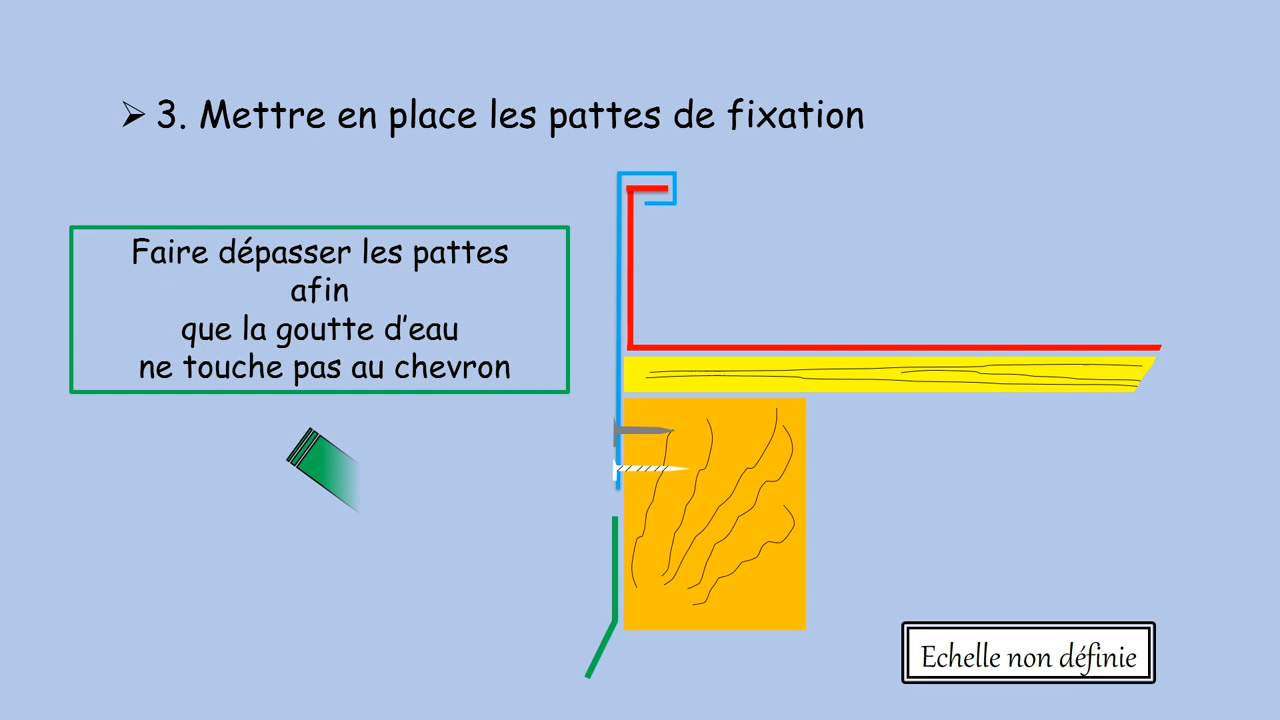 ➢ 3. Mettre en place les pattes de fixation
Faire dépasser les pattes
afin
que la goutte d’eau
ne touche pas au chevron
Echelle non définie